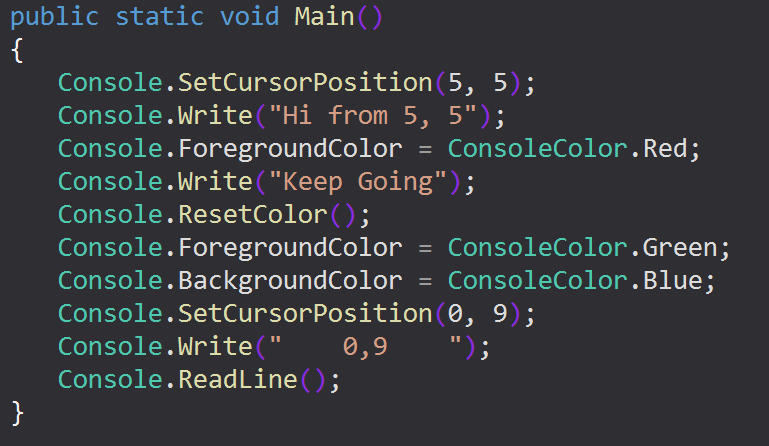 public static void Main()
{
   Console.SetCursorPosition(5, 5);
   Console.Write("Hi from 5, 5");
   Console.ForegroundColor = ConsoleColor.Red;
   Console.Write("Keep Going");
   Console.ResetColor();
   Console.ForegroundColor = ConsoleColor.Green;
   Console.BackgroundColor = ConsoleColor.Blue;
   Console.SetCursorPosition(0, 9);
   Console.Write("    0,9    ");
   Console.ReadLine();
}